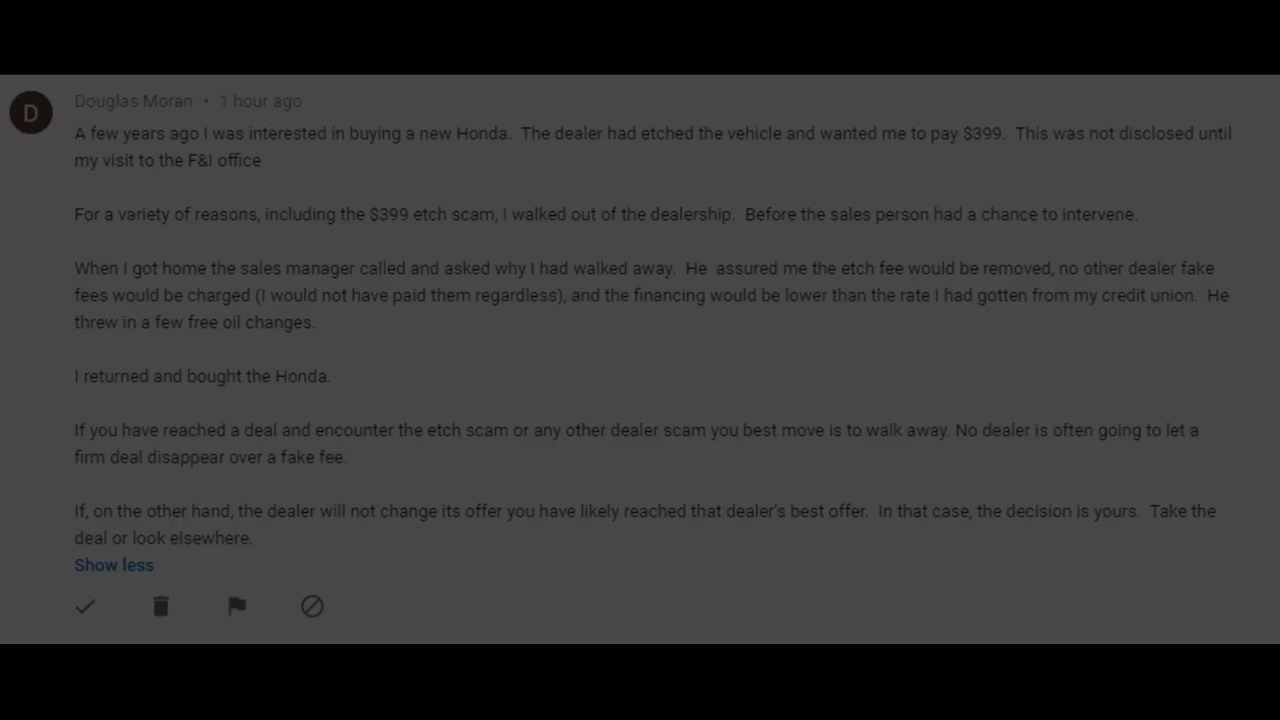 D
Douglas Moran • 1 hour ago
A few years ago I was interested in buying a new Honda.  The dealer had etched the vehicle and wanted me to pay $399.  This was not disclosed until
my visit to the F&I office
For a variety of reasons, including the $399 etch scam, I walked out of the dealership.  Before the sales person had a chance to intervene.
When I got home the sales manager called and asked why I had walked away.  He  assured me the etch fee would be removed, no other dealer fake
fees would be charged (I would not have paid them regardless), and the financing would be lower than the rate I had gotten from my credit union.  He
threw in a few free oil changes.
I returned and bought the Honda.
If you have reached a deal and encounter the etch scam or any other dealer scam you best move is to walk away. No dealer is often going to let a
firm deal disappear over a fake fee.
If, on the other hand, the dealer will not change its offer you have likely reached that dealer's best offer.  In that case, the decision is yours.  Take the
deal or look elsewhere.
Show less